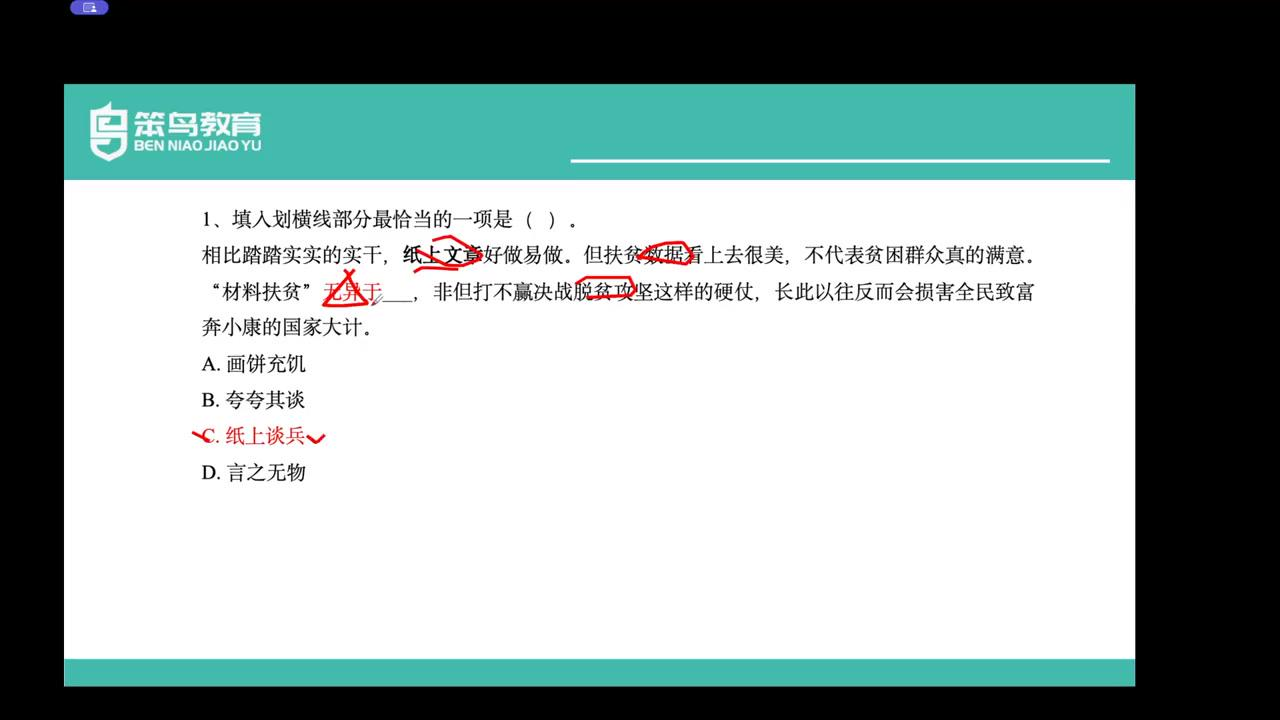 笨鸟教育
BEN NIAO JIAO YU
1、填入划横线部分最恰当的一项是（ ）。
相比踏踏实实的实干，纸上文章好做易做。但扶贫数据看上去很美，不代表贫困群众真的满意。
“材料扶贫”无异于___，非但打不赢决战脱贫攻坚这样的硬仗，长此以往反而会损害全民致富
奔小康的国家大计。
A. 画饼充饥
B. 夸夸其谈
C. 纸上谈兵
D. 言之无物